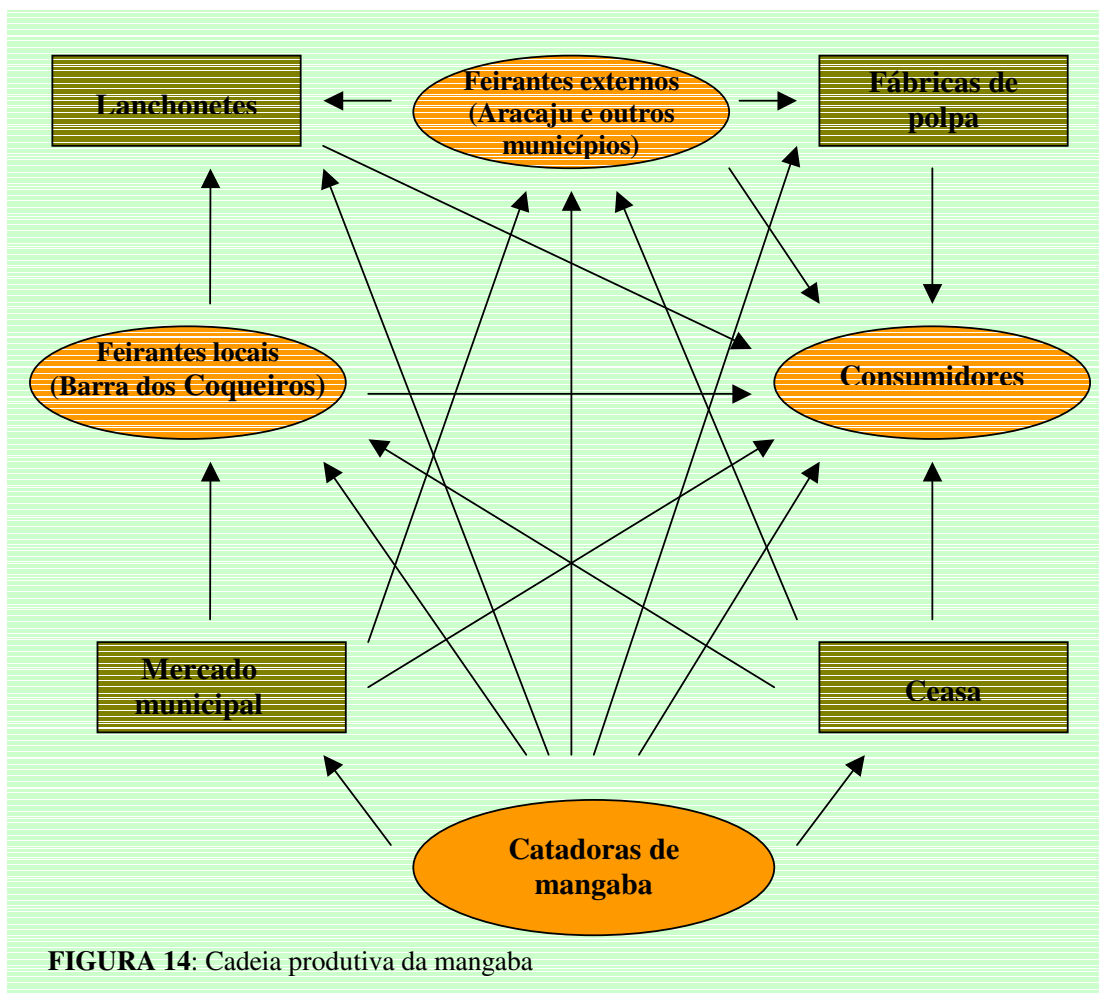 Lanchonetes
Feirantes externos
(Aracaju e outros
municípios)
Fábricas de
polpa
Feirantes locais
(Barra dos Coqueiros)
Consumidores
Mercado
municipal
Ceasa
Catadoras de
mangaba
FIGURA 14: Cadeia produtiva da mangaba